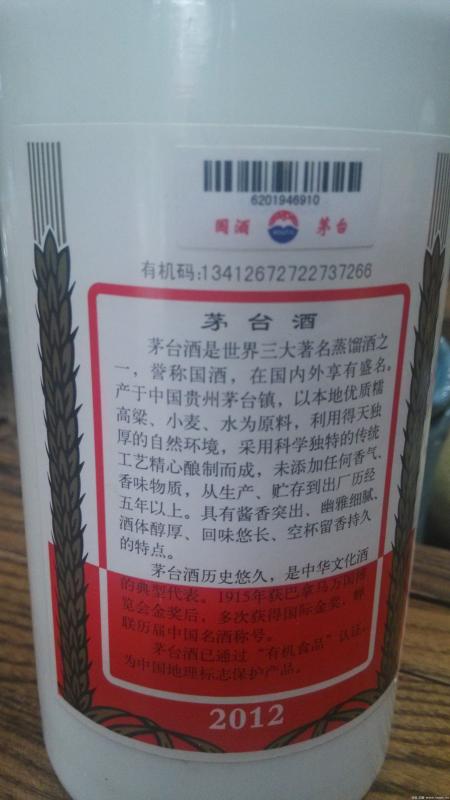 6201946910
国酒 茅台
有机码:13412672722737266
茅台酒
茅台酒是世界三大著名蒸馏酒之
一，誉称国酒，在国内外享有盛名。
产于中国贵州茅台镇，以本地优质糯
高粱、小麦、水为原料，利用得天独
厚的自然环境，采用科学独特的传统
工艺精心酿制而成，未添加任何香气、
香味物质，从生产、贮存到出厂历经
五年以上。具有酱香突出、幽雅细腻、
酒体醇厚、回味悠长、空杯留香持久
的特点。
茅台酒历史悠久，是中华文化酒
的典型代表。1915年获巴拿马万国博
览会金奖后，多次获得国际金奖，蝉
联历届中国名酒称号。
茅台酒已通过“有机食品”认证，
为中国地理标志保护产品。
2012